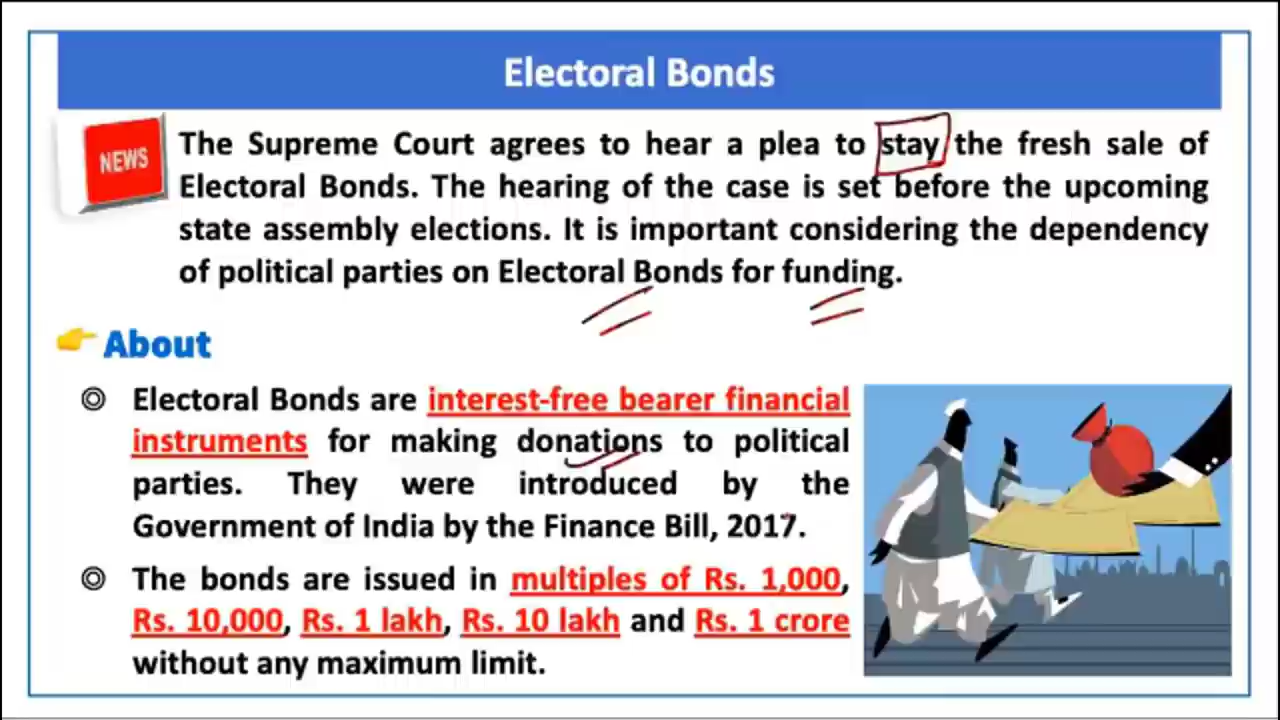 Electoral Bonds
NEWS
The Supreme Court agrees to hear a plea to stay the fresh sale of
Electoral Bonds. The hearing of the case is set before the upcoming
state assembly elections. It is important considering the dependency
of political parties on Electoral Bonds for funding.
About
Electoral Bonds are interest-free bearer financial
instruments for making donations to political
parties. They were introduced by the
Government of India by the Finance Bill, 2017.
The bonds are issued in multiples of Rs. 1,000,
Rs. 10,000, Rs. 1 lakh, Rs. 10 lakh and Rs. 1 crore
without any maximum limit.